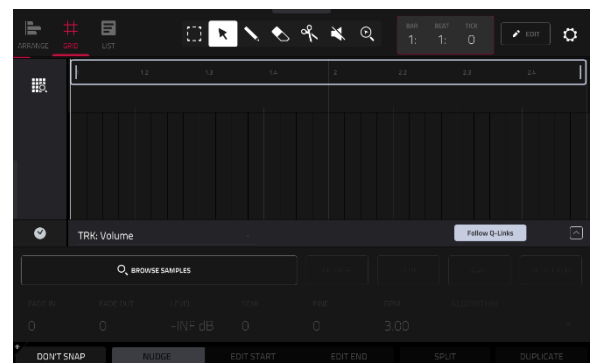 ARRANGE GRID LIST
BAR BEAT TICK
1: 1: 0
EDIT
1.2 1.3 1.4 2 2.2 2.3 2.4
TRK: Volume
Follow Q-Links
BROWSE SAMPLES
FADE IN FADE OUT LEVEL SEMI FINE
0 0 -INF dB 0 0 3.00
DON'T SNAP NUDGE EDIT START EDIT END SPLIT DUPLICATE